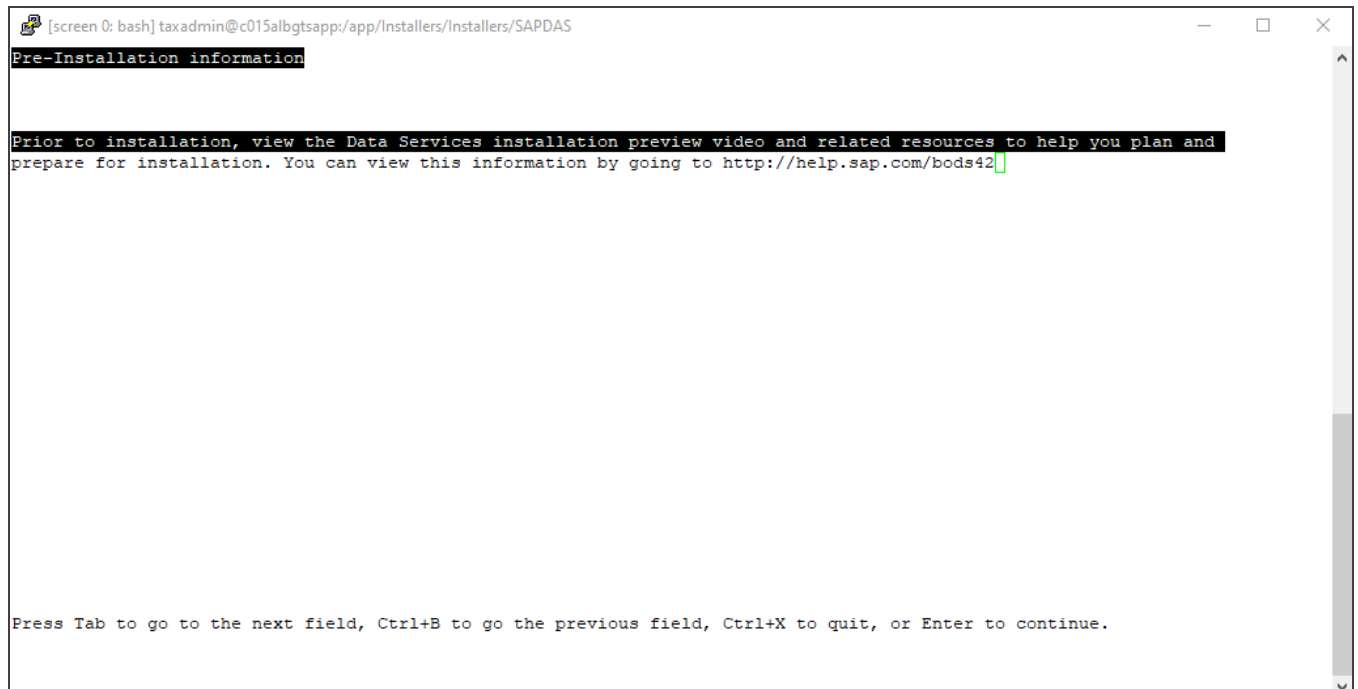 [screen 0: bash] taxadmin@c015albgtsapp:/app/Installers/Installers/SAPDAS
Pre-Installation information
Prior to installation, view the Data Services installation preview video and related resources to help you plan and
prepare for installation. You can view this information by going to http://help.sap.com/bods42
Press Tab to go to the next field, Ctrl+B to go the previous field, Ctrl+X to quit, or Enter to continue.